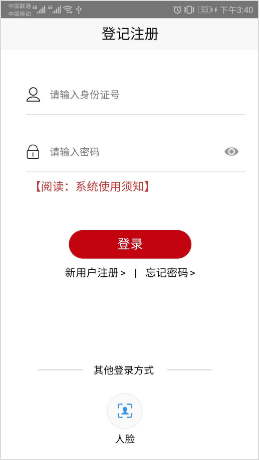 中国联通
中国移动
下午3:40
登记注册
请输入身份证号
请输入密码
【阅读：系统使用须知】
登录
新用户注册> | 忘记密码>
其他登录方式
人脸